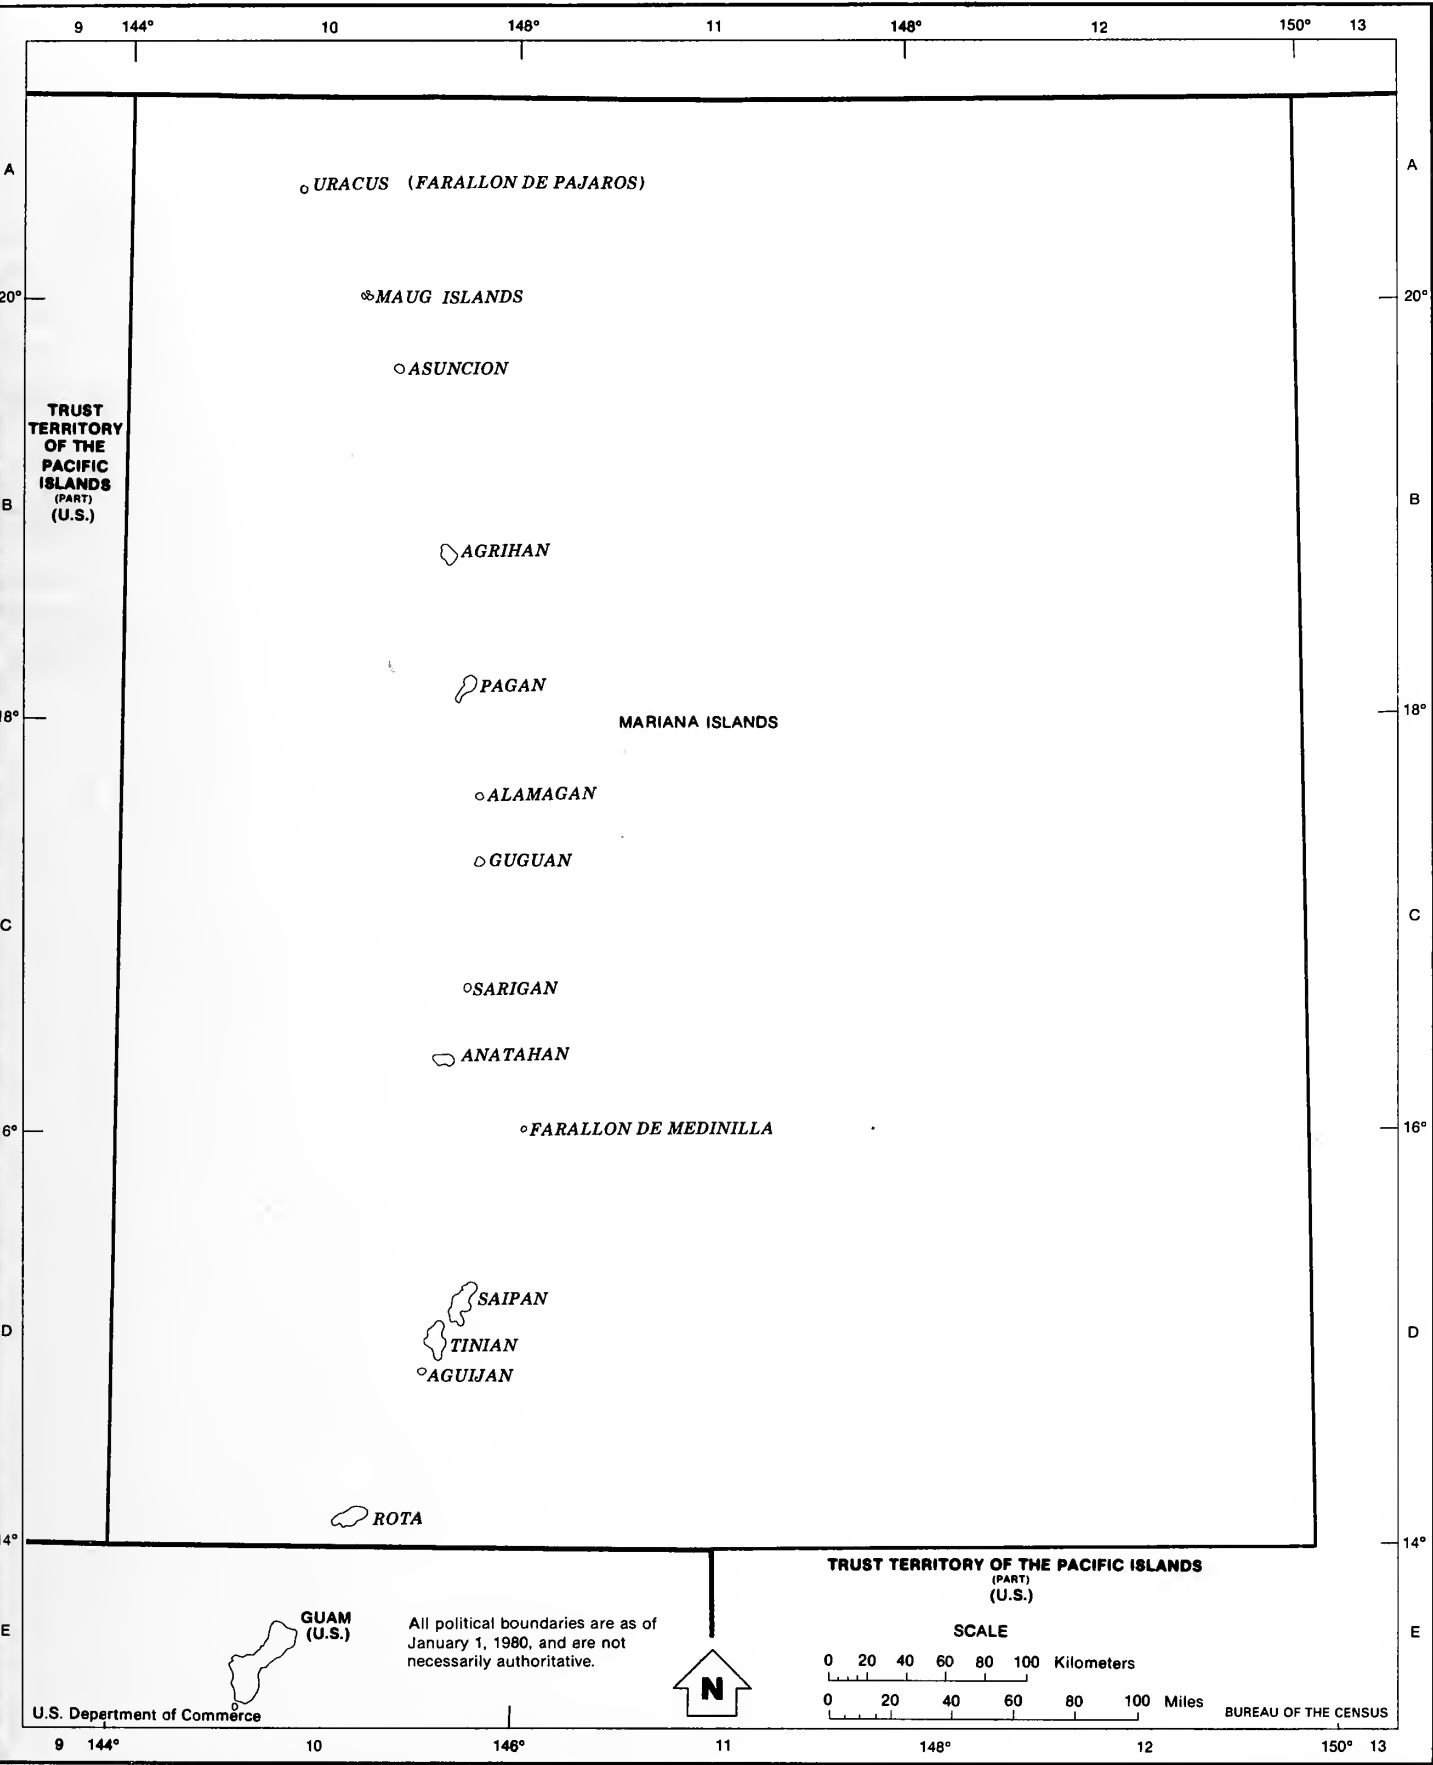 9 144° 10 148° 11 148° 12 150° 13
A A
URACUS (FARALLON DE PAJAROS)
20° MAUG ISLANDS 20°
ASUNCION
TRUST
TERRITORY
OF THE
PACIFIC
ISLANDS
(PART)
(U.S.)
B B
AGRIHAN
PAGAN
18° 18°
MARIANA ISLANDS
ALAMAGAN
GUGUAN
C C
SARIGAN
ANATAHAN
6° FARALLON DE MEDINILLA 16°
SAIPAN
D D
TINIAN
AGUIJAN
ROTA
14° 14°
TRUST TERRITORY OF THE PACIFIC ISLANDS
(PART)
(U.S.)
GUAM
(U.S.)
E E
All political boundaries are as of
January 1, 1980, and are not
necessarily authoritative.
N
SCALE
0 20 40 60 80 100 Kilometers
0 20 40 60 80 100 Miles
U.S. Department of Commerce
BUREAU OF THE CENSUS
9 144° 10 146° 11 148° 12 150° 13